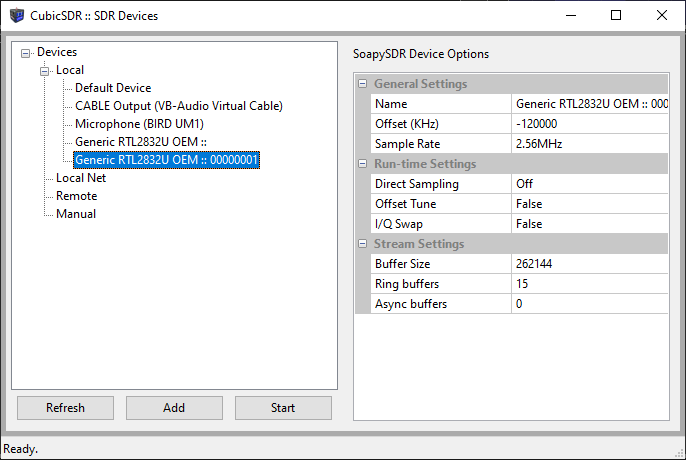 CubicSDR :: SDR Devices
Devices
Local
Default Device
CABLE Output (VB-Audio Virtual Cable)
Microphone (BIRD UM1)
Generic RTL2832U OEM ::
Generic RTL2832U OEM :: 00000001
Local Net
Remote
Manual
Refresh
Add
Start
SoapySDR Device Options
General Settings
Name Generic RTL2832U OEM :: 000
Offset (KHz) -120000
Sample Rate 2.56MHz
Run-time Settings
Direct Sampling Off
Offset Tune False
I/Q Swap False
Stream Settings
Buffer Size 262144
Ring buffers 15
Async buffers 0
Ready.